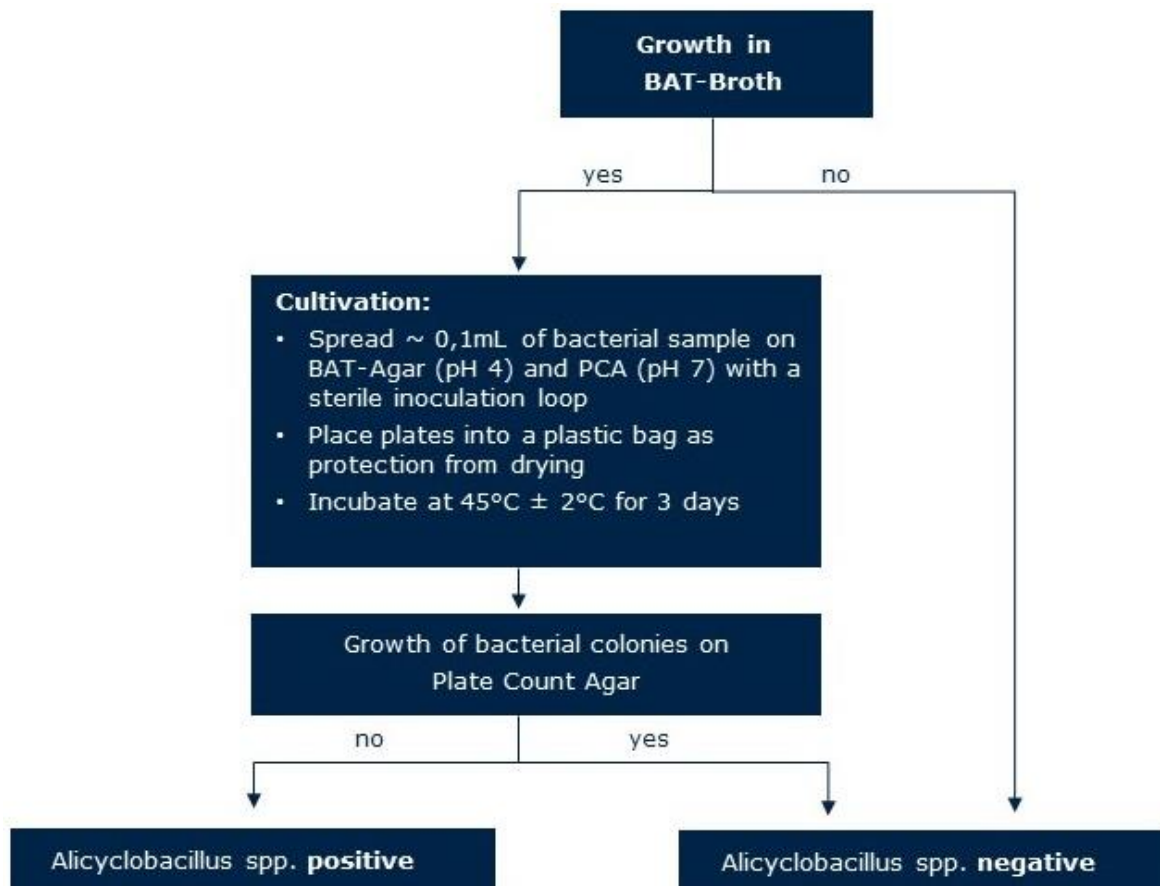 Growth in
BAT-Broth
yes
no
Cultivation:
• Spread ~ 0,1mL of bacterial sample on
BAT-Agar (pH 4) and PCA (pH 7) with a
sterile inoculation loop
• Place plates into a plastic bag as
protection from drying
• Incubate at 45°C ± 2°C for 3 days
Growth of bacterial colonies on
Plate Count Agar
no
yes
Alicyclobacillus spp. positive
Alicyclobacillus spp. negative